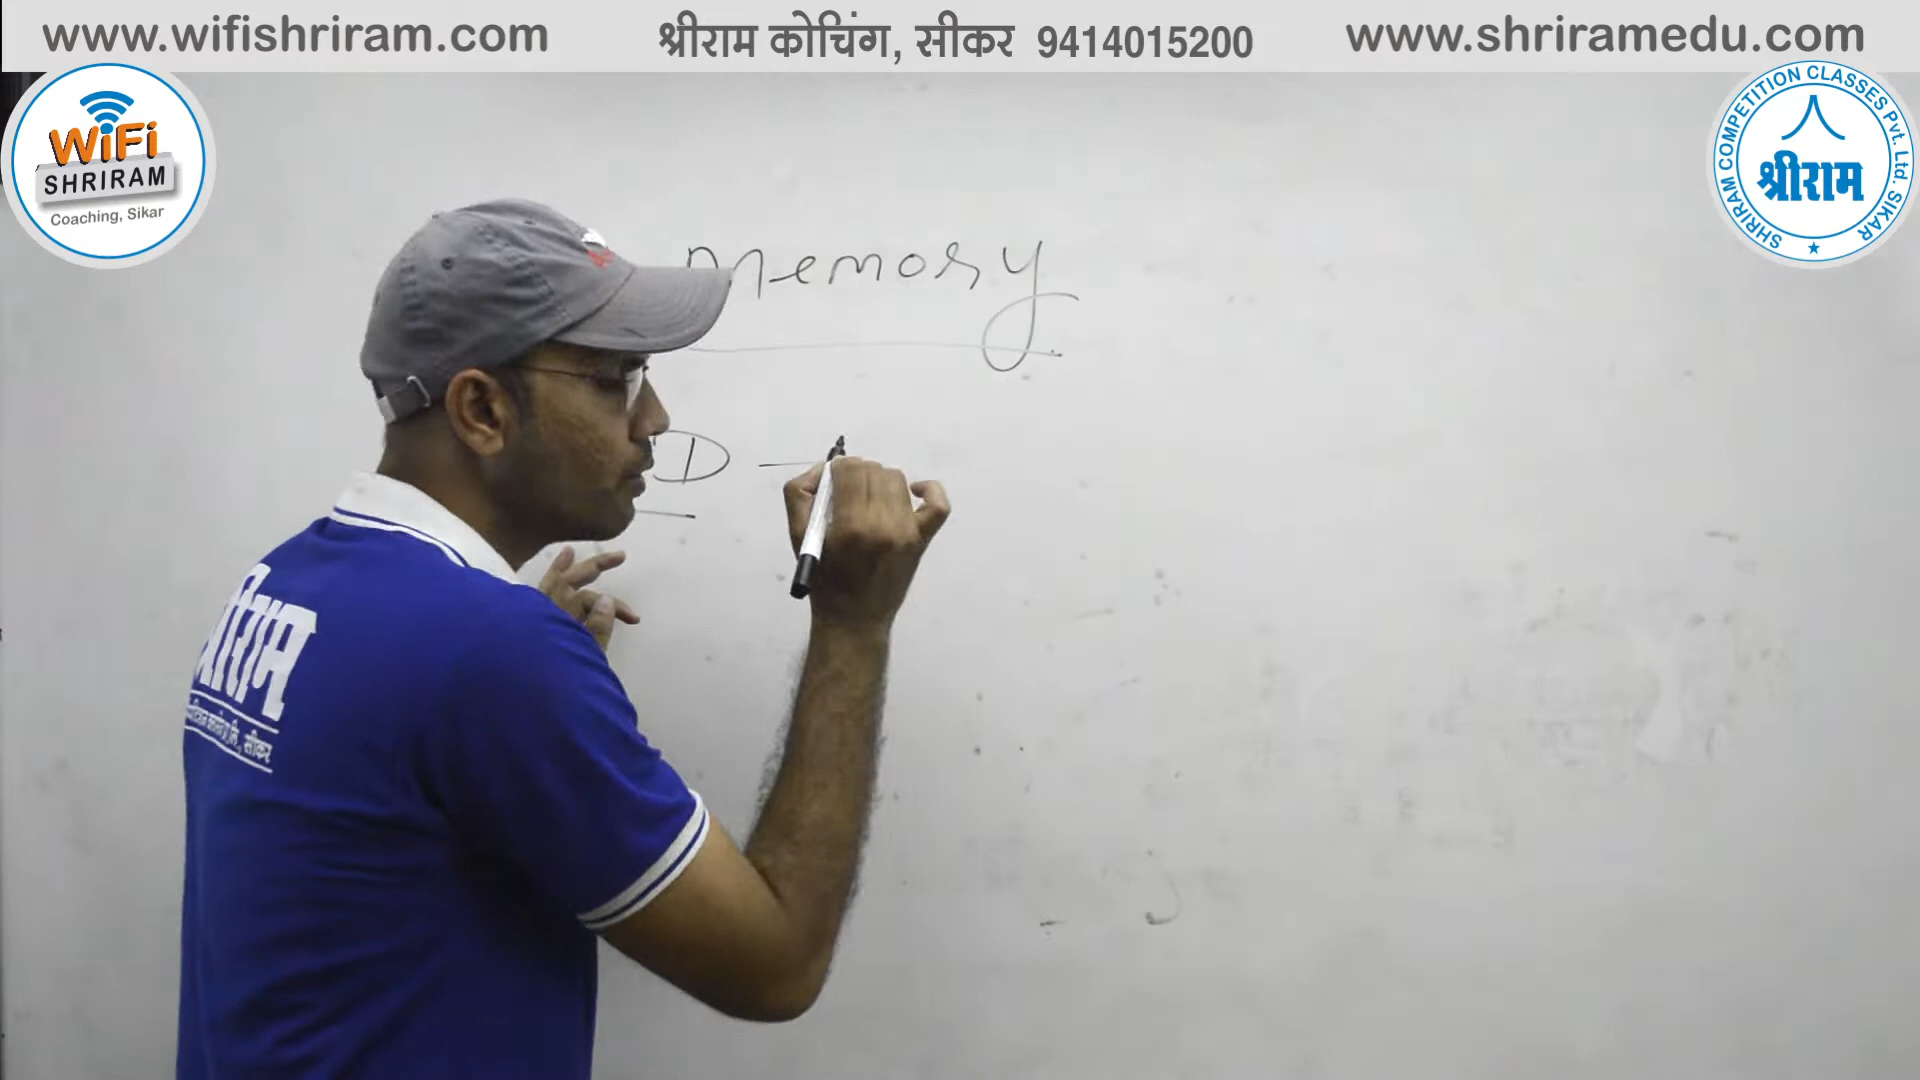 www.wifishriram.com
श्रीराम कोचिंग, सीकर 9414015200
www.shriramedu.com
WiFi
SHRIRAM
Coaching, Sikar
SHRIRAM COMPETITION CLASSES Pvt. Ltd. SIKAR
श्रीराम
Memory
D —
सीकर